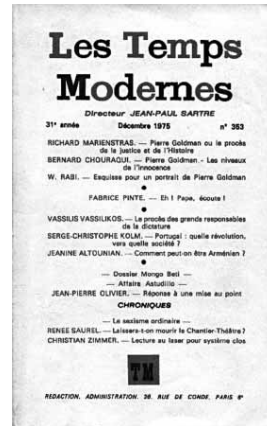 Les Temps
Modernes
Directeur JEAN-PAUL SARTRE
31e année Décembre 1975 n° 353
RICHARD MARIENSTRAS. — Pierre Goldman ou le procès
de la justice et de l'Histoire
BERNARD CHOURAQUI. — Pierre Goldman. - Les niveaux
de l'innocence
W. RABI. — Esquisse pour un portrait de Pierre Goldman
FABRICE PINTE. — Eh ! Papa, écoute !
VASSILIS VASSILIKOS. — Le procès des grands responsables
de la dictature
SERGE-CHRISTOPHE KOLM. — Portugal : quelle révolution,
vers quelle société ?
JEANINE ALTOUNIAN. — Comment peut-on être Arménien ?
— Dossier Mongo Beti —
— Affaire Astudillo —
JEAN-PIERRE OLIVIER. — Réponse à une mise au point
CHRONIQUES
— Le sexisme ordinaire —
RENEE SAUREL. — Laissera-t-on mourir le Chantier-Théâtre ?
CHRISTIAN ZIMMER. — Lecture au laser pour système clos
TM
REDACTION, ADMINISTRATION, 26, RUE DE CONDE, PARIS 6e